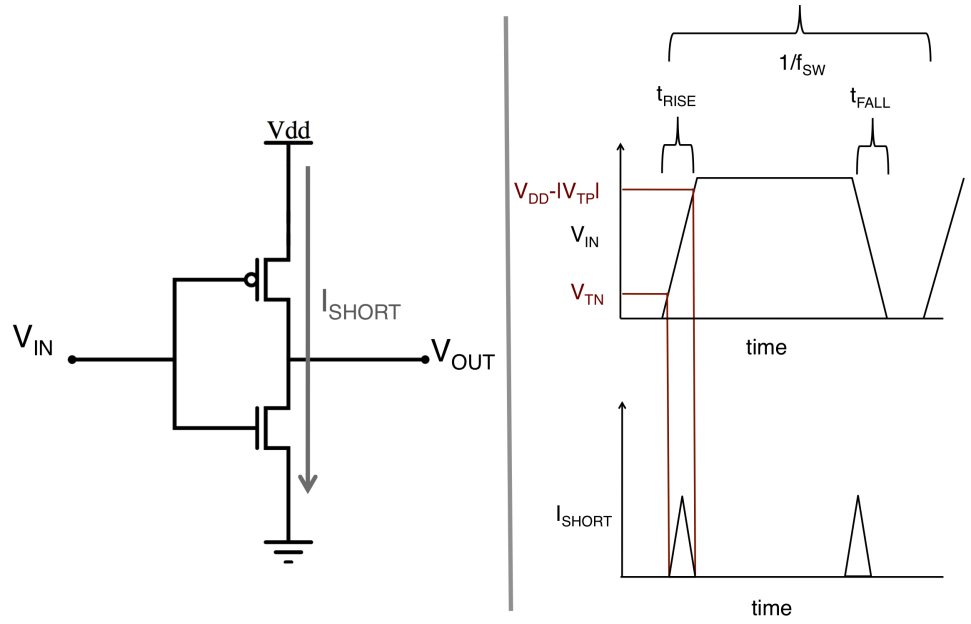 Vdd
I_SHORT
V_IN
V_OUT
1/f_SW
t_RISE
t_FALL
V_DD-|V_TP|
V_IN
V_TN
time
I_SHORT
time